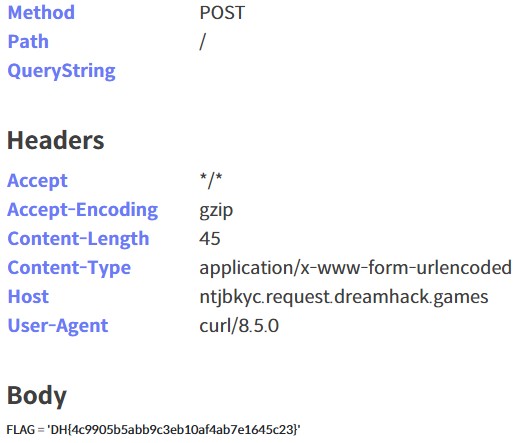 Method POST
Path /
QueryString
Headers
Accept */*
Accept-Encoding gzip
Content-Length 45
Content-Type application/x-www-form-urlencoded
Host ntjbkyc.request.dreamhack.games
User-Agent curl/8.5.0
Body
FLAG = 'DH{4c9905b5abb9c3eb10af4ab7e1645c23}'